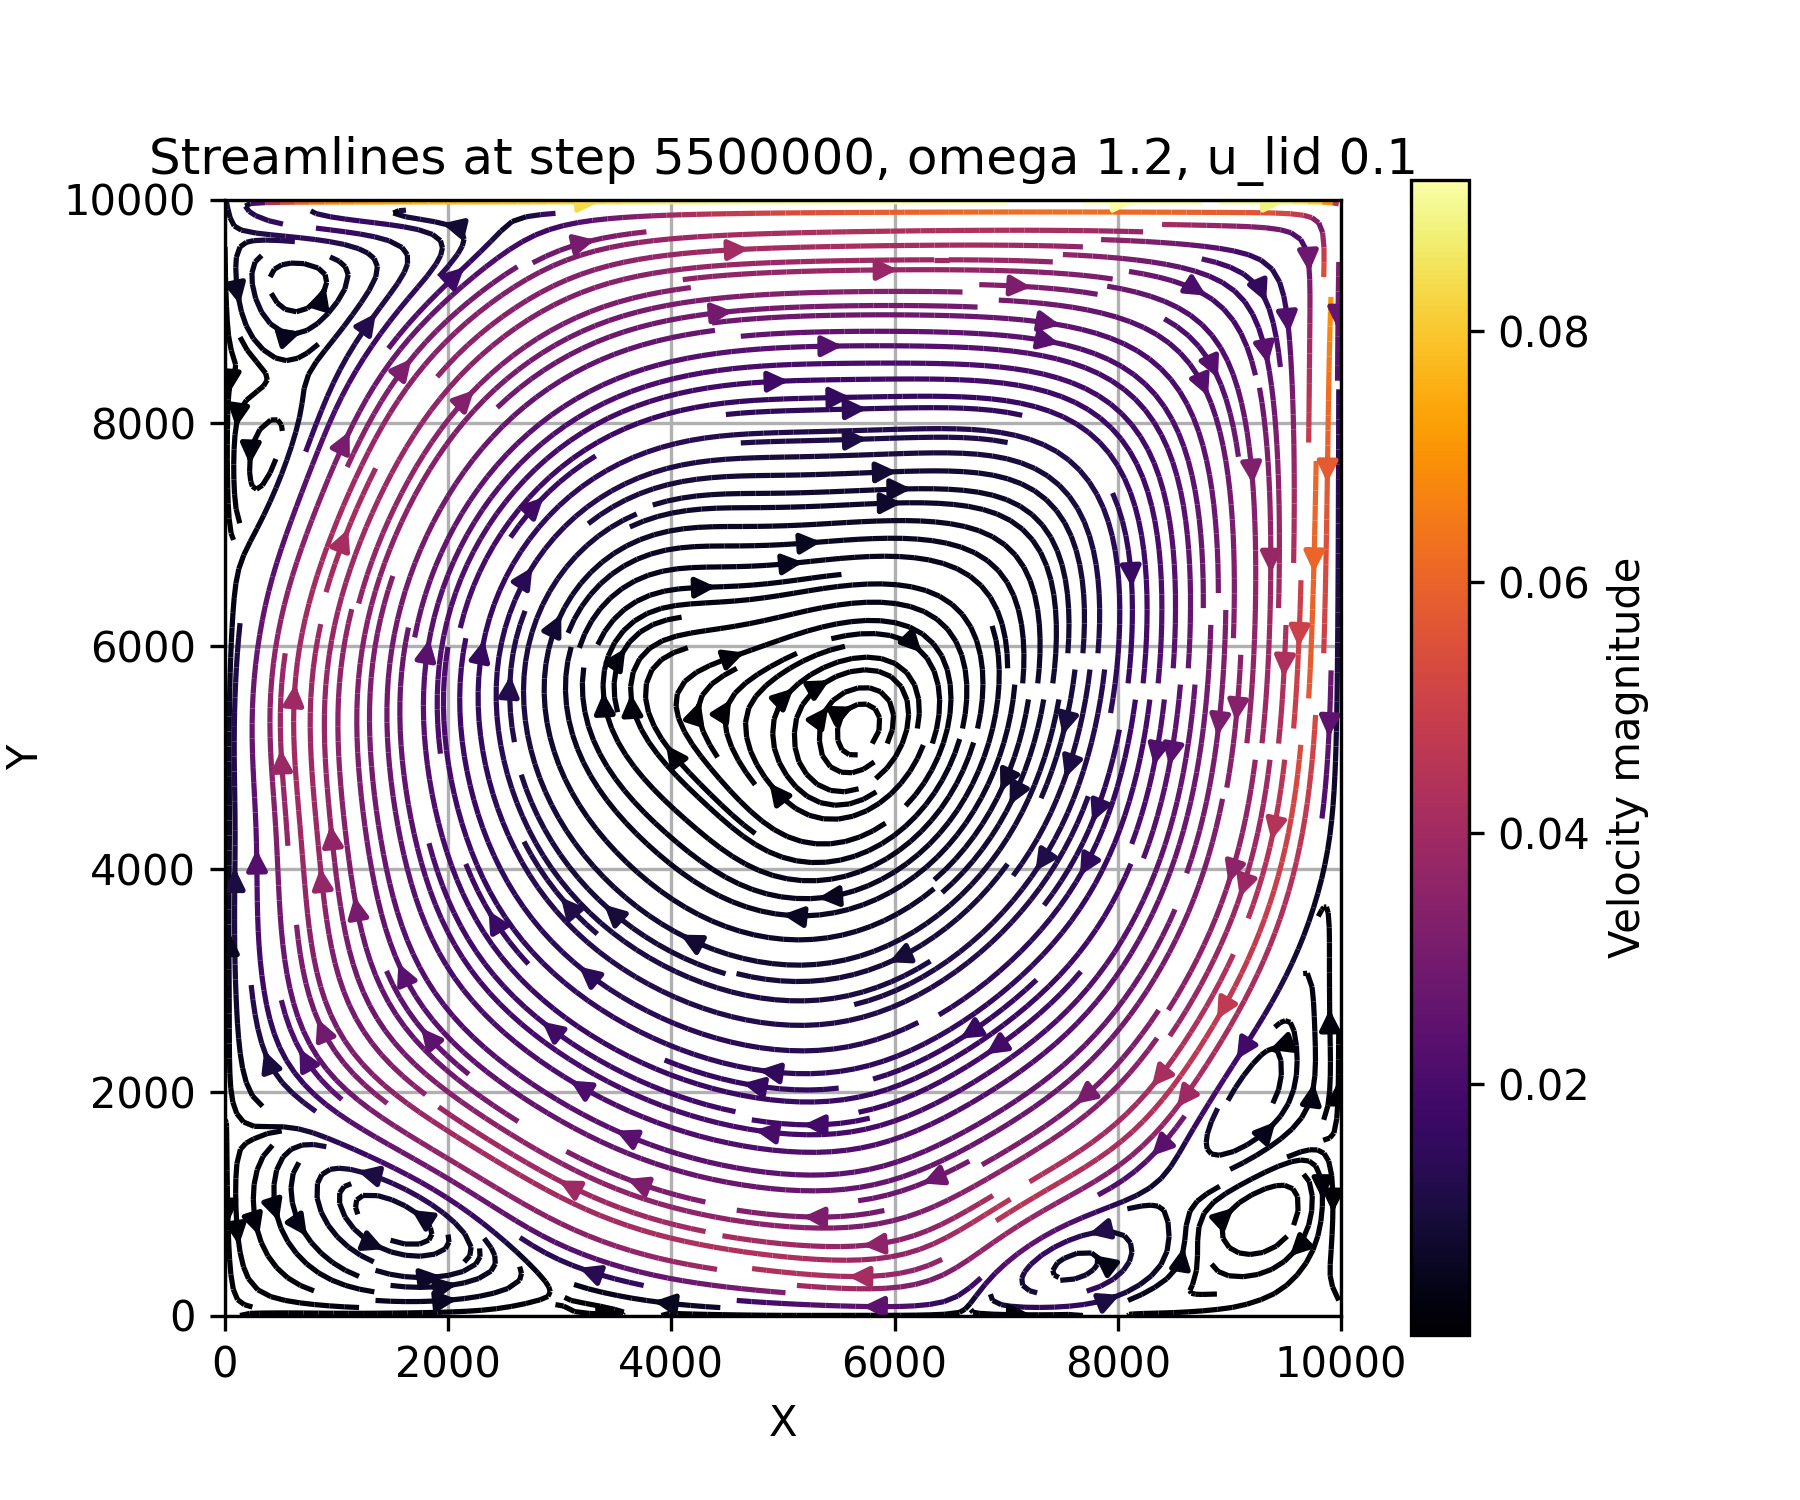 Streamlines at step 5500000, omega 1.2, u_lid 0.1
10000
8000
6000
4000
2000
0
Y
0 2000 4000 6000 8000 10000
X
0.08
0.06
0.04
0.02
Velocity magnitude